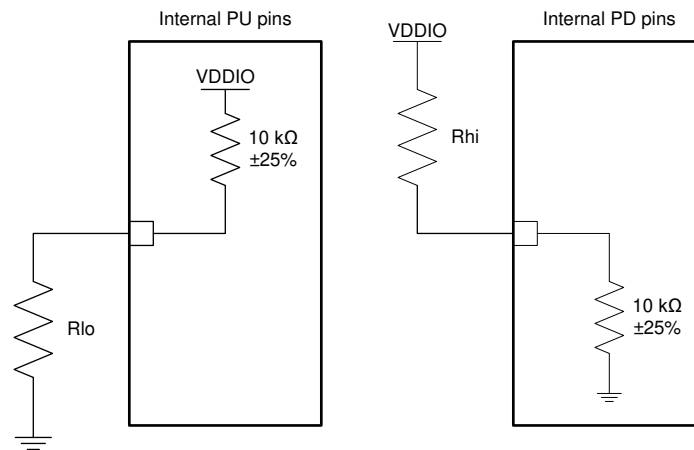 Internal PU pins
Internal PD pins
VDDIO
VDDIO
10 kΩ
±25%
Rhi
Rlo
10 kΩ
±25%